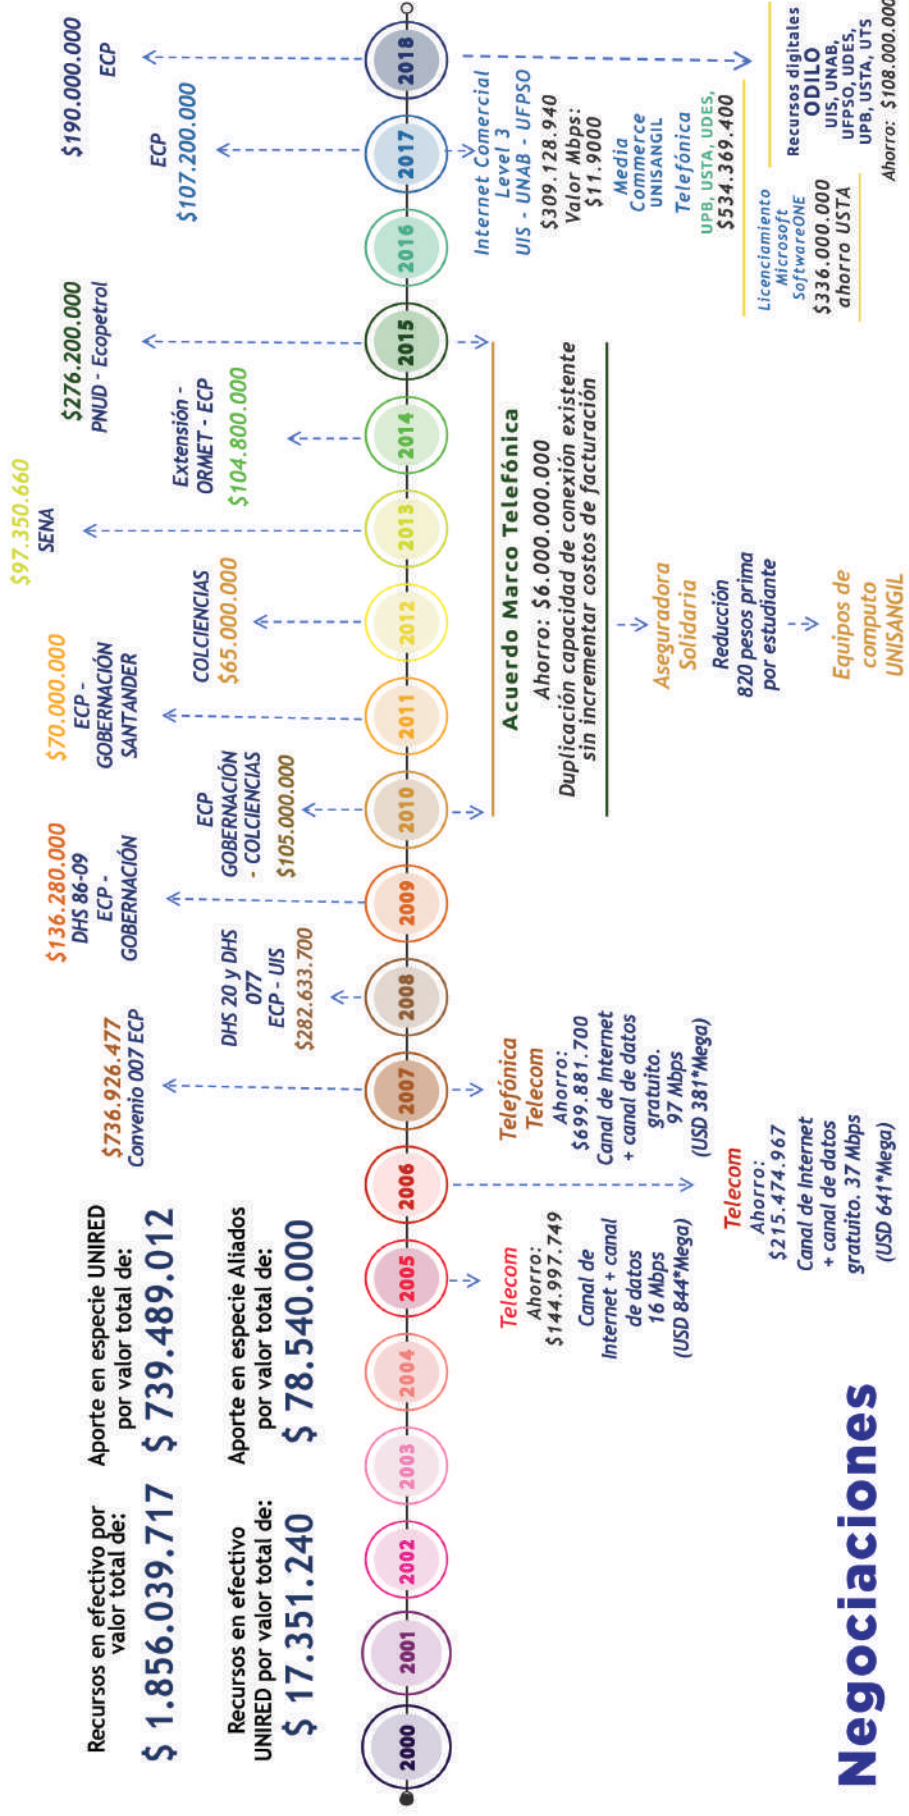 Recursos en efectivo por
valor total de:
$ 1.856.039.717
Aporte en especie UNIRED
por valor total de:
$ 739.489.012
Recursos en efectivo
UNIRED por valor total de:
$ 17.351.240
Aporte en especie Aliados
por valor total de:
$ 78.540.000
$736.926.477
Convenio 007 ECP
DHS 20 y DHS
077
ECP - UIS
$282.633.700
$136.280.000
DHS 86-09
ECP -
GOBERNACIÓN
ECP
GOBERNACIÓN
- COLCIENCIAS
$105.000.000
$70.000.000
ECP -
GOBERNACIÓN
SANTANDER
COLCIENCIAS
$65.000.000
$97.350.660
SENA
Extensión -
ORMET - ECP
$104.800.000
$276.200.000
PNUD - Ecopetrol
ECP
$107.200.000
$190.000.000
ECP
2000
2001
2002
2003
2004
2005
2006
2007
2008
2009
2010
2011
2012
2013
2014
2015
2016
2017
2018
Telecom
Ahorro:
$144.997.749
Canal de
Internet + canal
de datos
16 Mbps
(USD 844*Mega)
Telecom
Ahorro:
$215.474.967
Canal de Internet
+ canal de datos
gratuito. 37 Mbps
(USD 641*Mega)
Telefónica
Telecom
Ahorro:
$699.881.700
Canal de Internet
+ canal de datos
gratuito.
97 Mbps
(USD 381*Mega)
Acuerdo Marco Telefónica
Ahorro: $6.000.000.000
Duplicación capacidad de conexión existente
sin incrementar costos de facturación
Aseguradora
Solidaria
Reducción
820 pesos prima
por estudiante
Equipos de
computo
UNISANGIL
Internet Comercial
Level 3
UIS - UNAB - UFPSO
$309.128.940
Valor Mbps:
$11.9000
Media
Commerce
UNISANGIL
Telefónica
UPB, USTA, UDES,
$534.369.400
Licenciamiento
Microsoft
SoftwareONE
$336.000.000
ahorro USTA
Recursos digitales
ODILO
UIS, UNAB,
UFPSO, UDES,
UPB, USTA, UTS
Ahorro: $108.000.000
Negociaciones